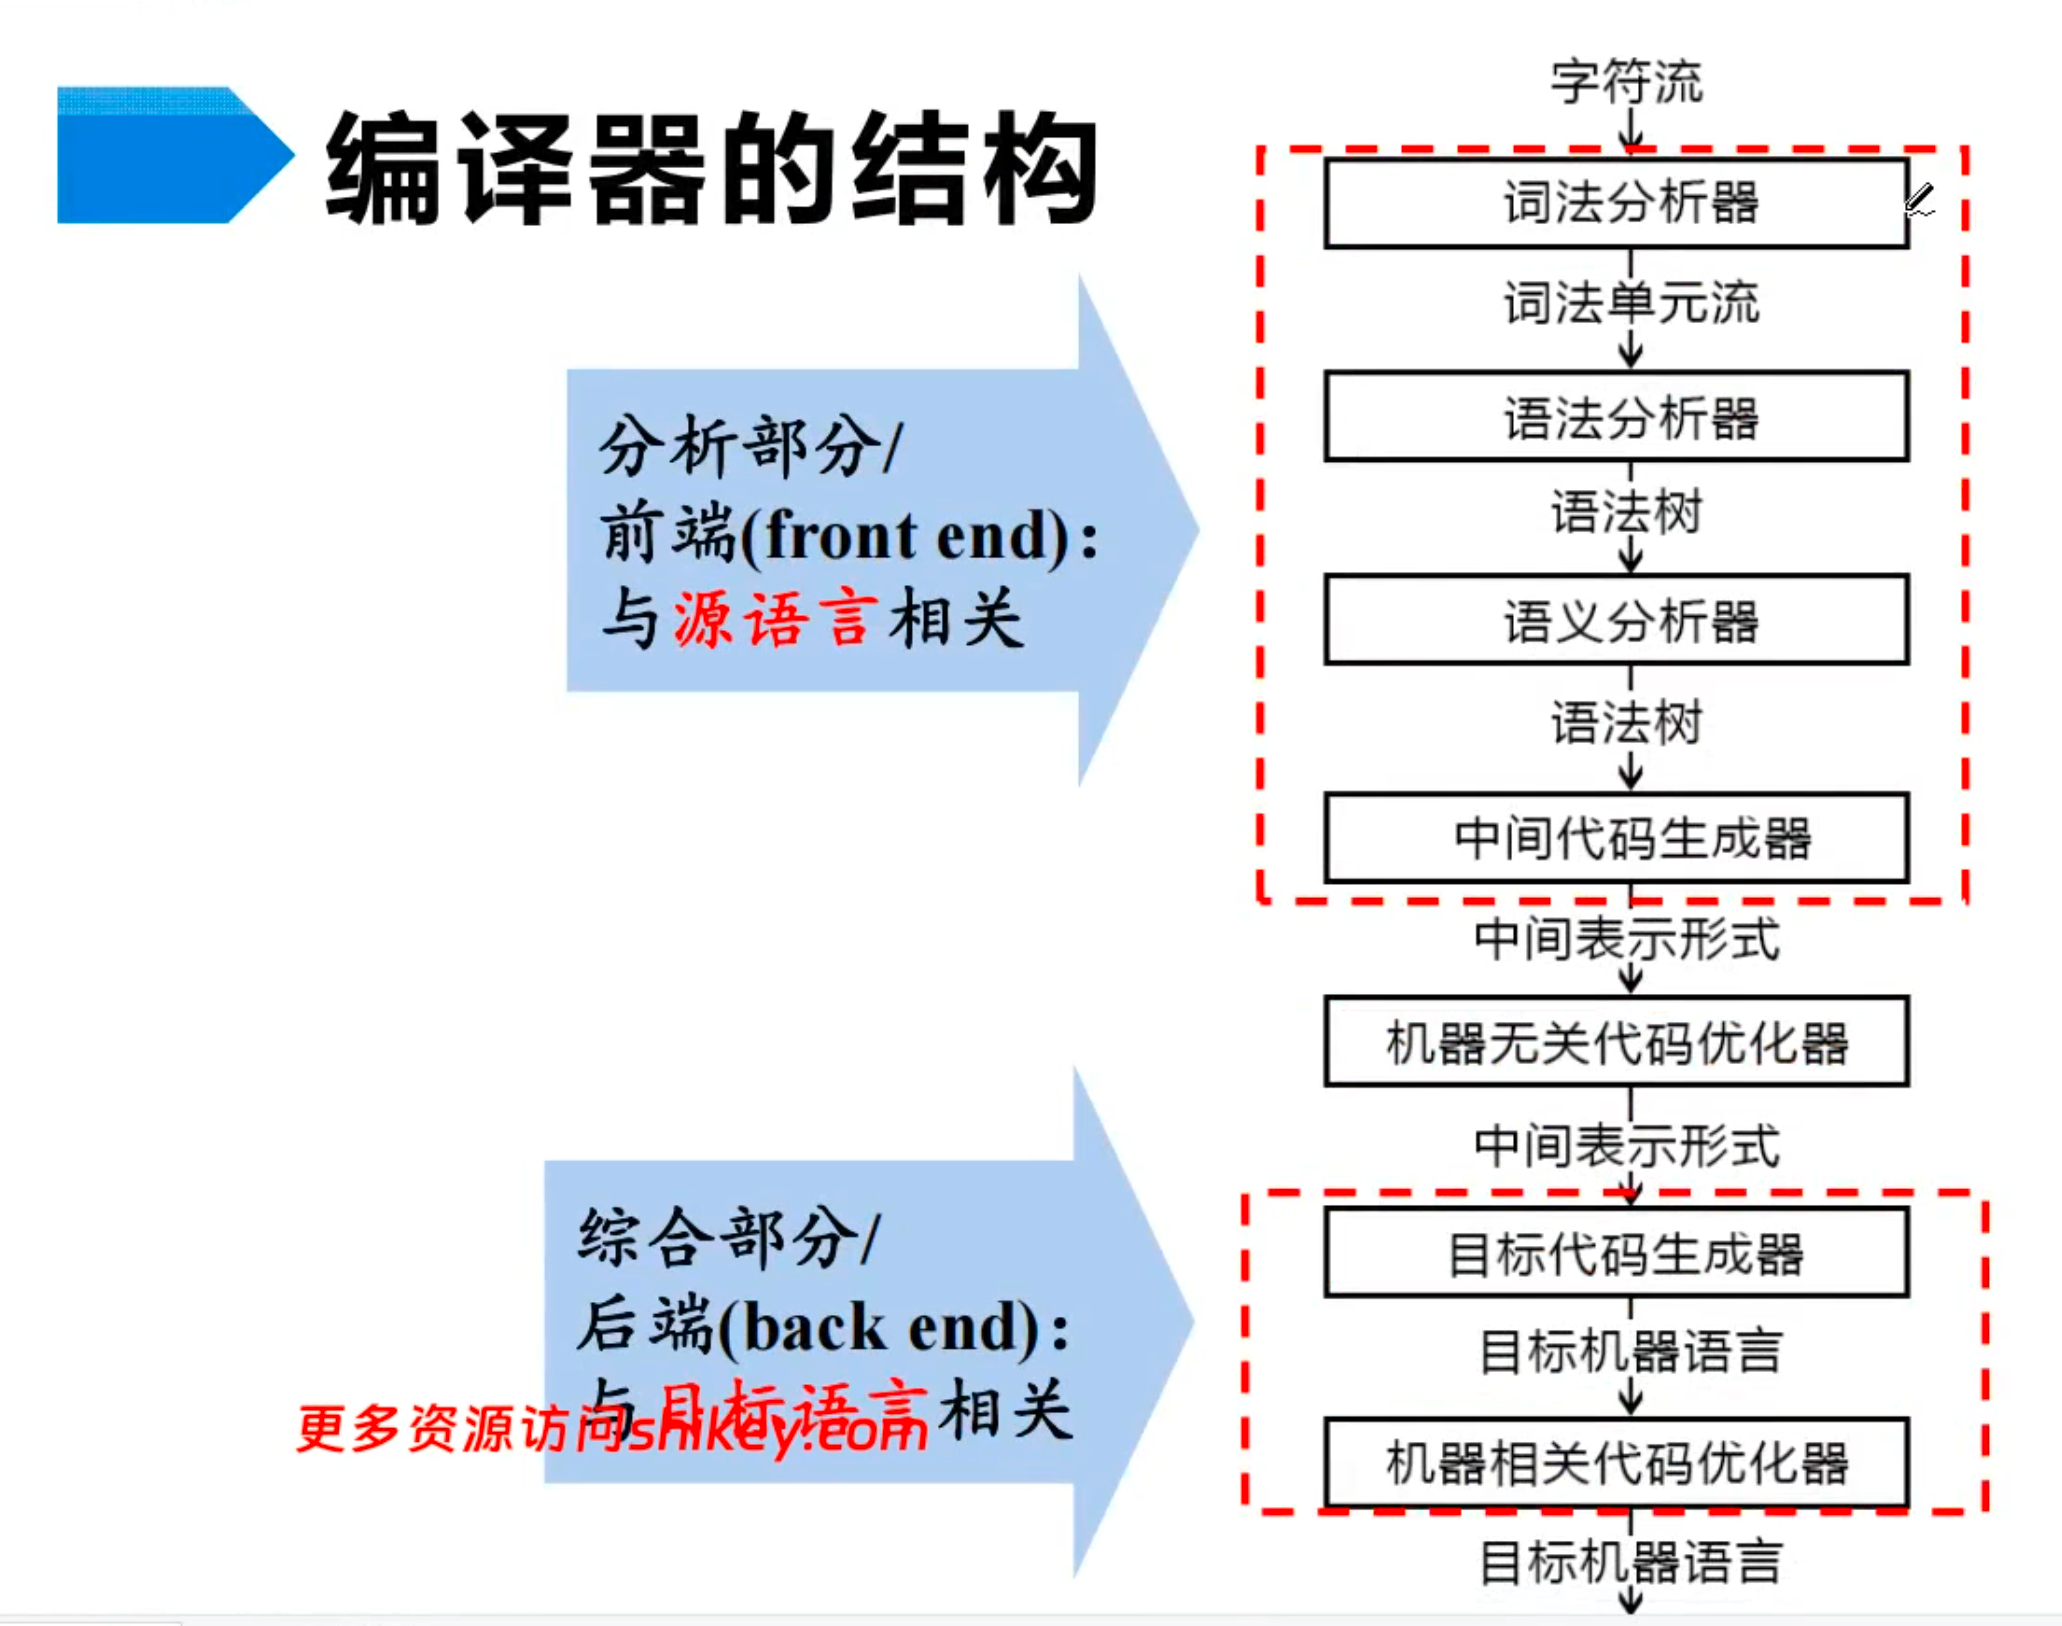 编译器的结构
分析部分/
前端(front end):
与源语言相关
综合部分/
后端(back end):
与目标语言相关
更多资源访问shikey.com
字符流
词法分析器
词法单元流
语法分析器
语法树
语义分析器
语法树
中间代码生成器
中间表示形式
机器无关代码优化器
中间表示形式
目标代码生成器
目标机器语言
机器相关代码优化器
目标机器语言